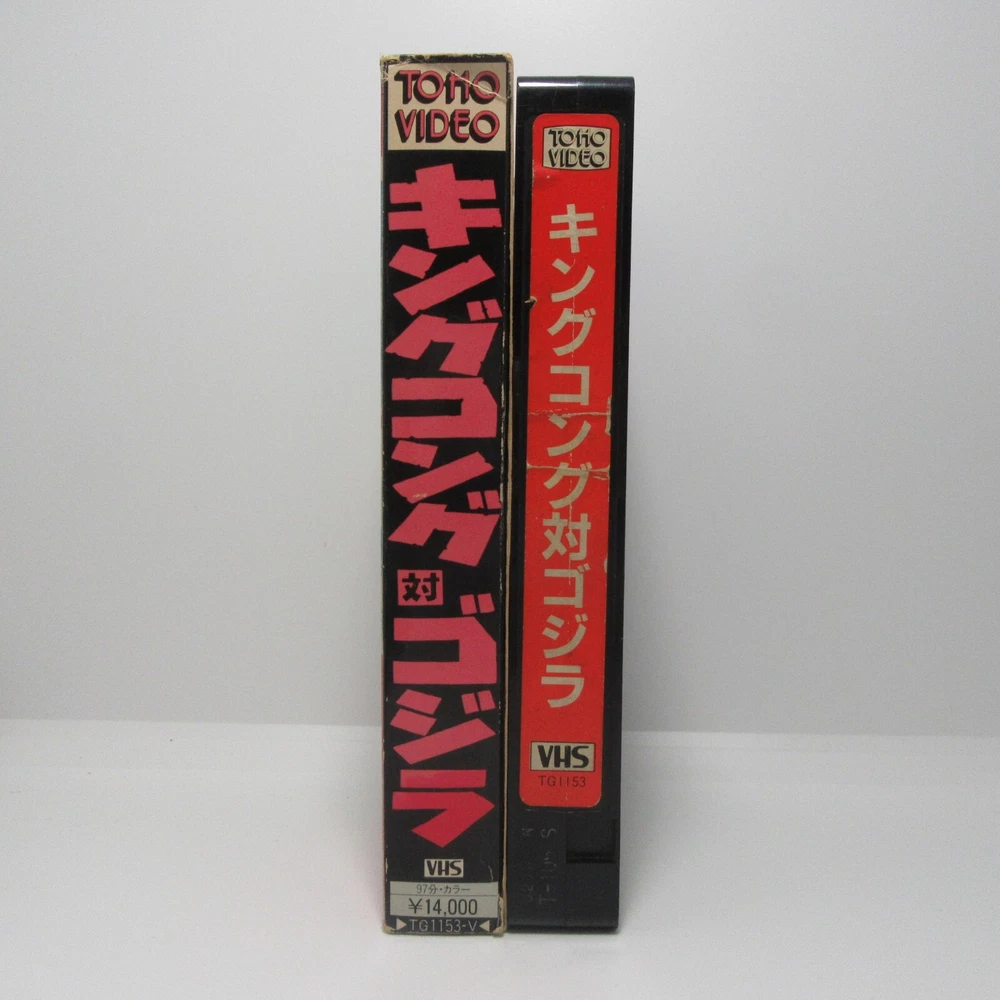 TOHO
VIDEO
キングコング
対
ゴジラ
VHS
97分・カラー
¥14,000
TG1153-V
TOHO
VIDEO
キングコング対ゴジラ
VHS
TG1153